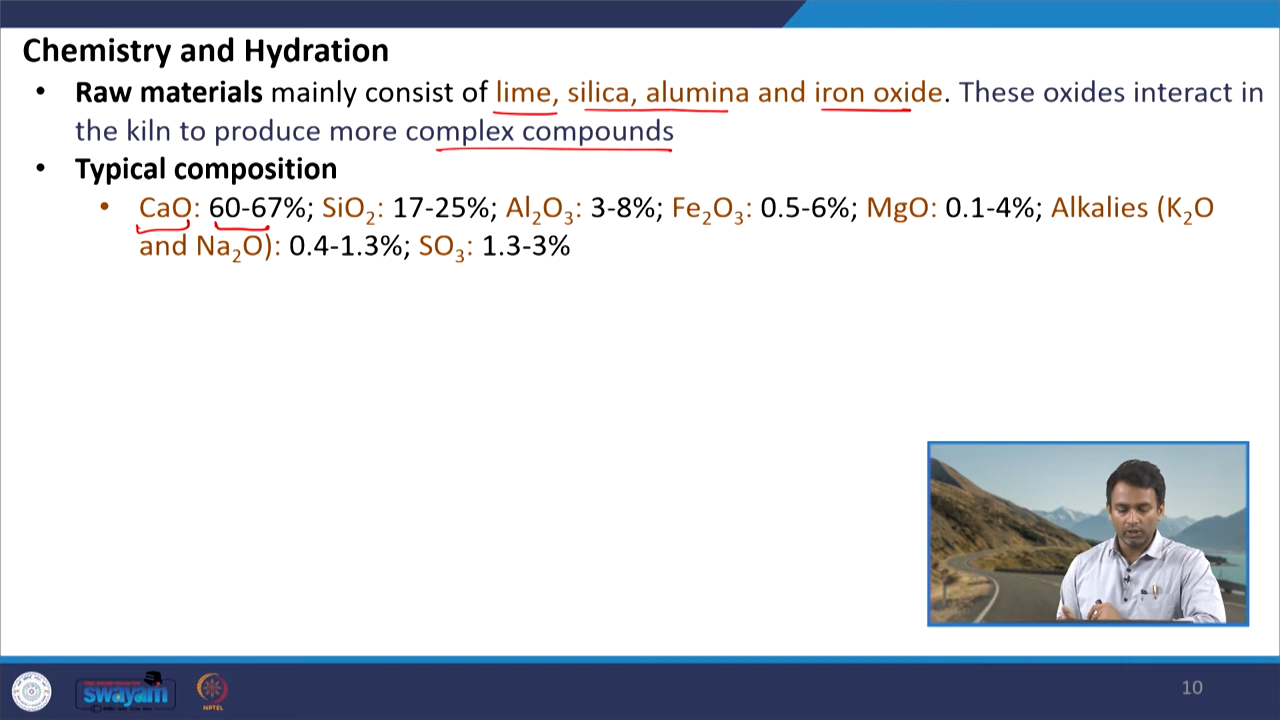 Chemistry and Hydration
• Raw materials mainly consist of lime, silica, alumina and iron oxide. These oxides interact in
the kiln to produce more complex compounds
• Typical composition
• CaO: 60-67%; SiO₂: 17-25%; Al₂O₃: 3-8%; Fe₂O₃: 0.5-6%; MgO: 0.1-4%; Alkalies (K₂O
and Na₂O): 0.4-1.3%; SO₃: 1.3-3%
swayam
NPTEL
10